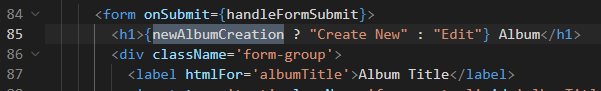 84 <form onSubmit={handleFormSubmit}>
85 <h1>{newAlbumCreation ? "Create New" : "Edit"} Album</h1>
86 <div className='form-group'>
87 <label htmlFor='albumTitle'>Album Title</label>